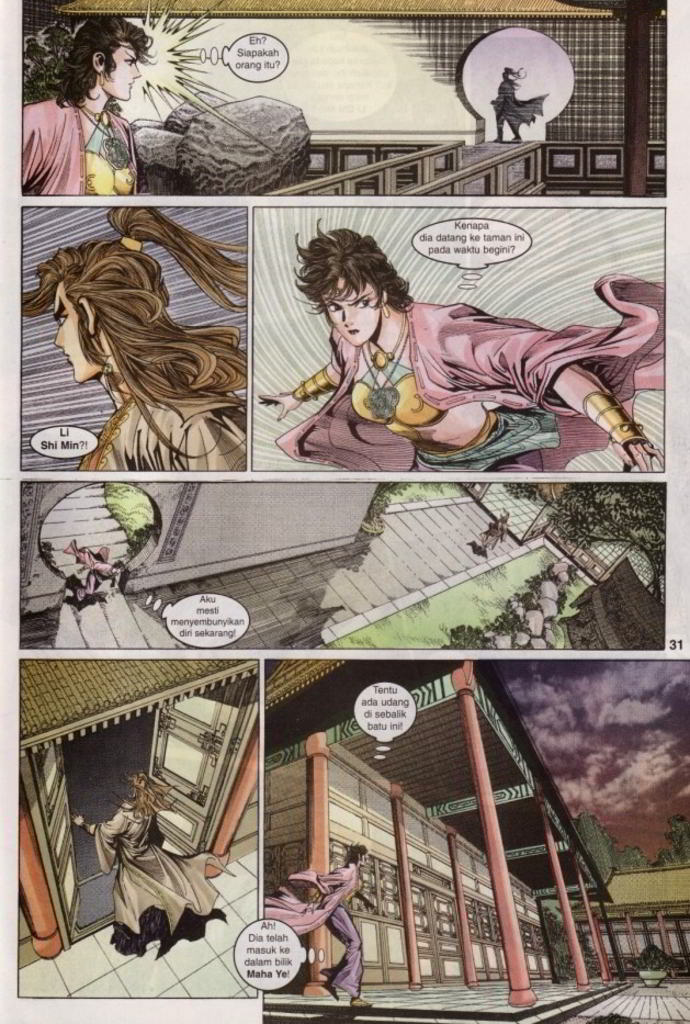 Eh?
Siapakah
orang itu?
Li
Shi Min?!
Kenapa
dia datang ke taman ini
pada waktu begini?
Aku
mesti
menyembunyikan
diri sekarang!
31
Tentu
ada udang
di sebalik
batu ini!
Ah!
Dia telah
masuk ke
dalam bilik
Maha Ye!